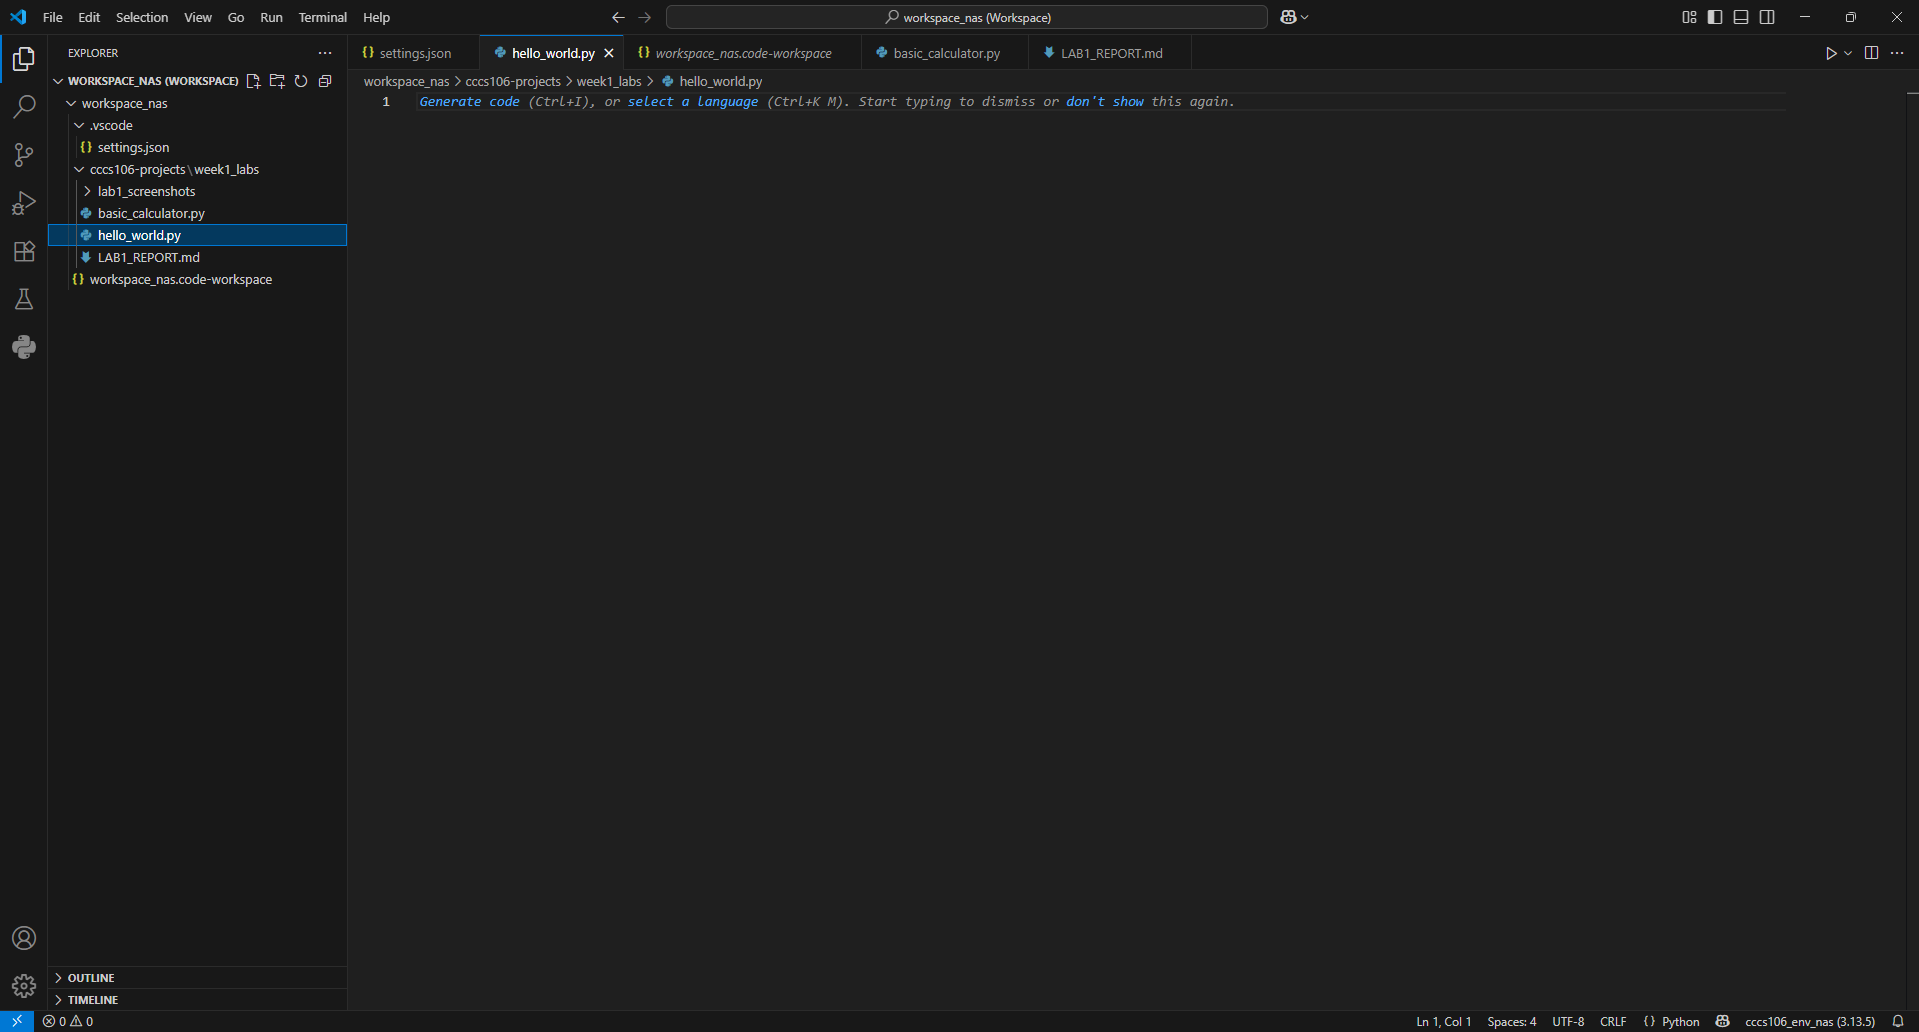 File Edit Selection View Go Run Terminal Help
workspace_nas (Workspace)
EXPLORER
WORKSPACE_NAS (WORKSPACE)
workspace_nas
.vscode
{} settings.json
cccs106-projects\week1_labs
lab1_screenshots
basic_calculator.py
hello_world.py
LAB1_REPORT.md
{} workspace_nas.code-workspace
OUTLINE
TIMELINE
{} settings.json
hello_world.py
{} workspace_nas.code-workspace
basic_calculator.py
LAB1_REPORT.md
workspace_nas > cccs106-projects > week1_labs > hello_world.py
1 Generate code (Ctrl+I), or select a language (Ctrl+K M). Start typing to dismiss or don't show this again.
0 0
Ln 1, Col 1 Spaces: 4 UTF-8 CRLF {} Python cccs106_env_nas (3.13.5)